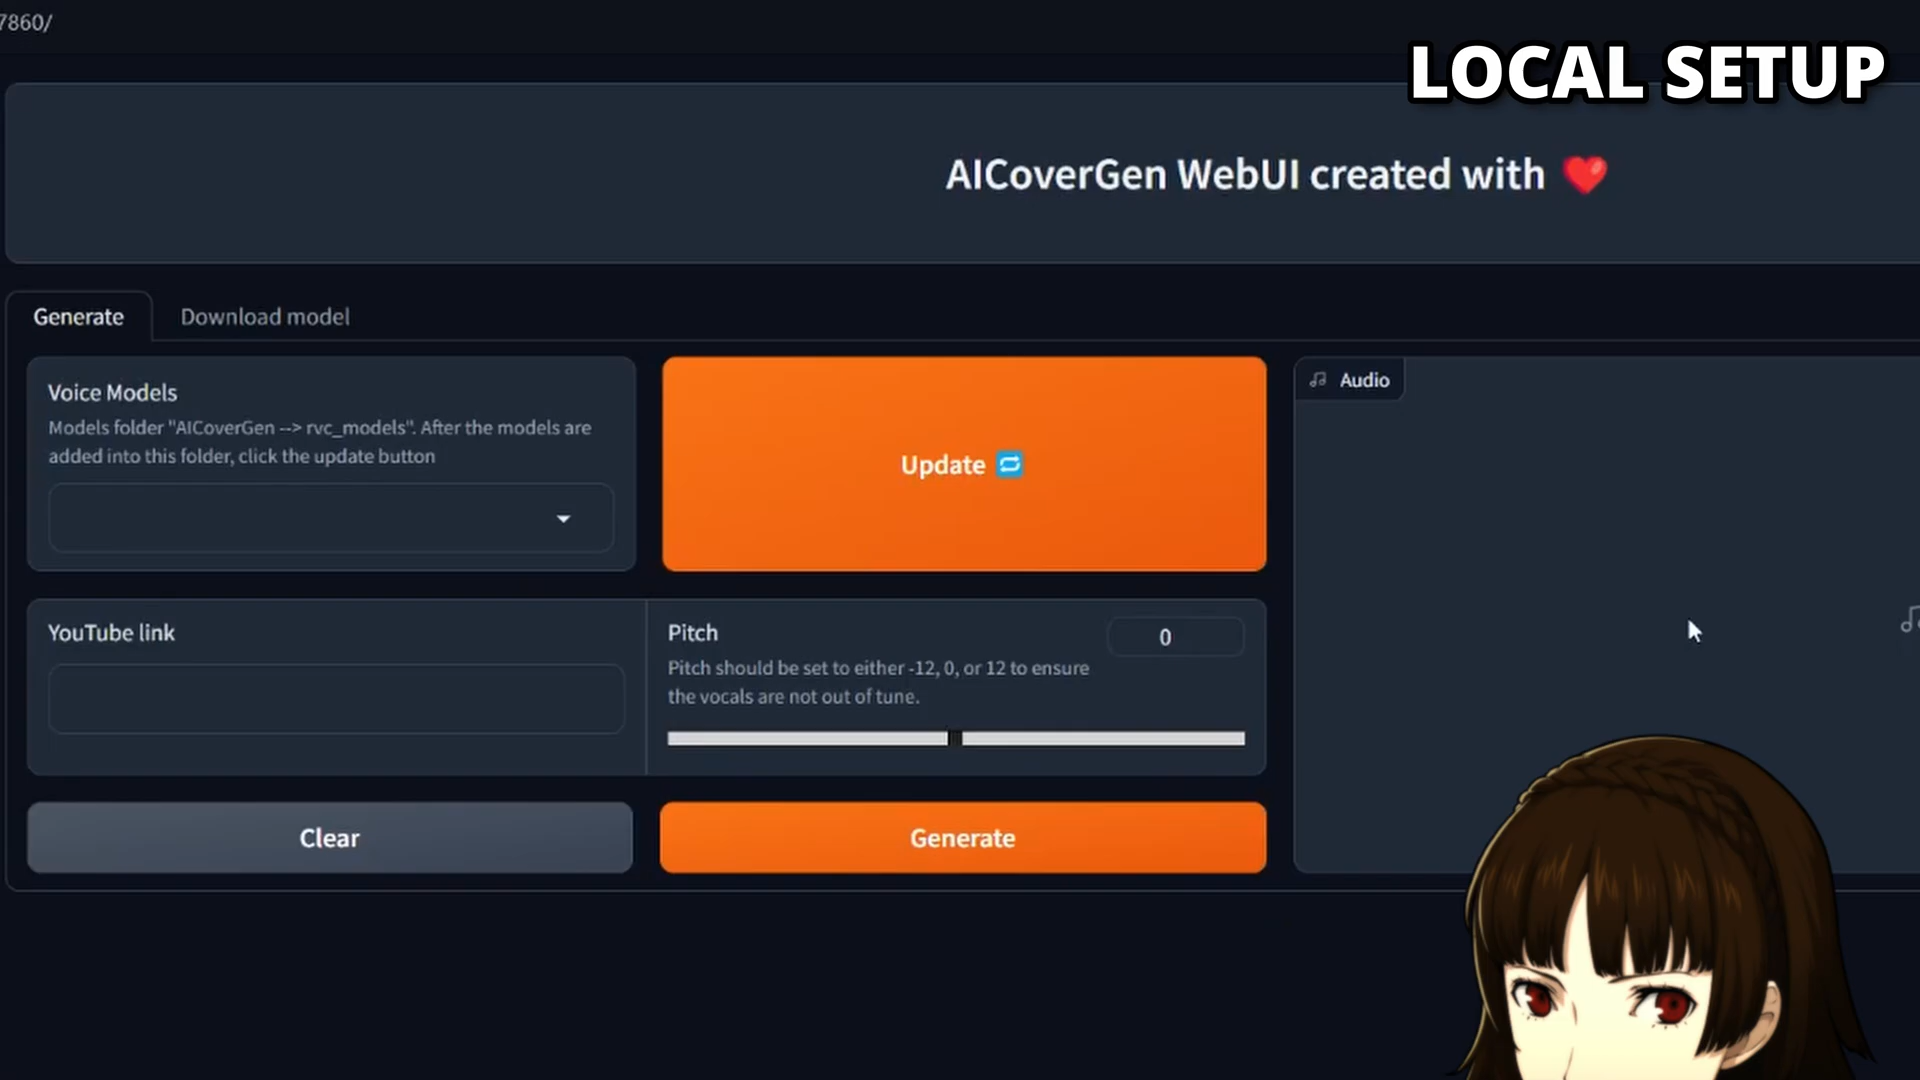 7860/
LOCAL SETUP
AICoverGen WebUI created with ❤️
Generate
Download model
Voice Models
Models folder "AICoverGen --> rvc_models". After the models are
added into this folder, click the update button
Update 🔁
Audio
YouTube link
Pitch
0
Pitch should be set to either -12, 0, or 12 to ensure
the vocals are not out of tune.
Clear
Generate